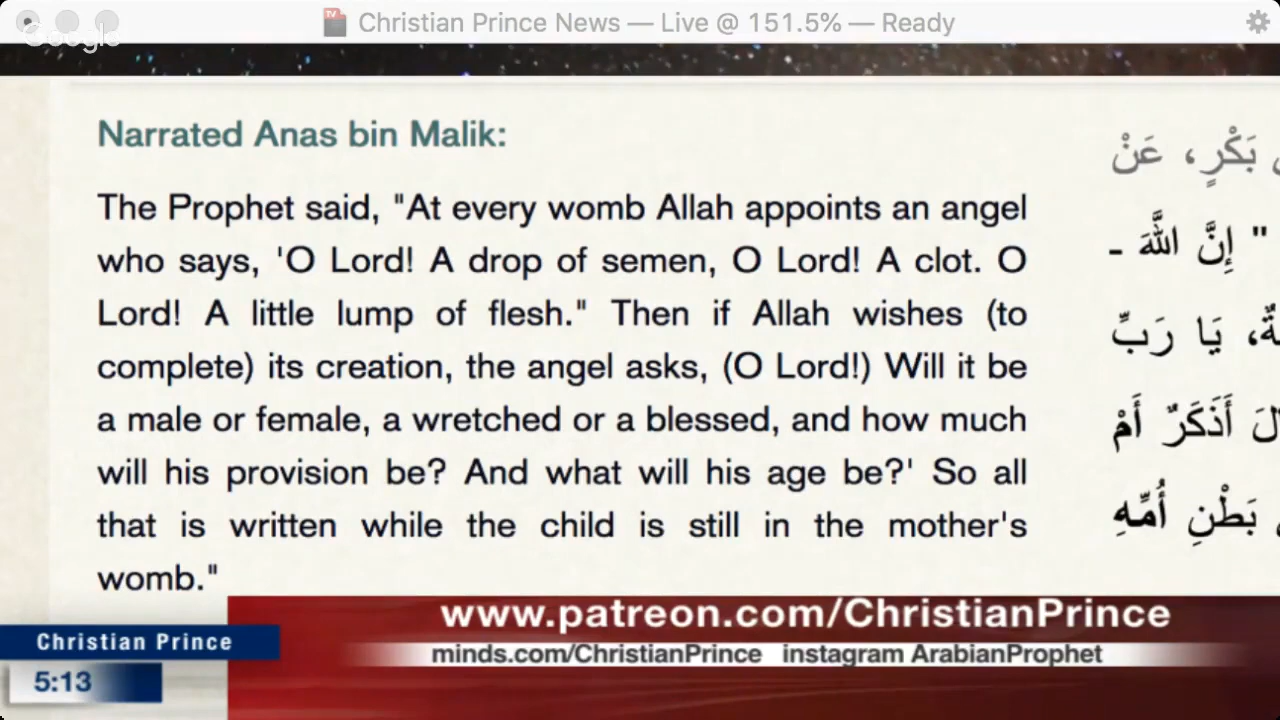 Christian Prince News — Live @ 151.5% — Ready
Google
Narrated Anas bin Malik:
The Prophet said, "At every womb Allah appoints an angel
who says, 'O Lord! A drop of semen, O Lord! A clot. O
Lord! A little lump of flesh." Then if Allah wishes (to
complete) its creation, the angel asks, (O Lord!) Will it be
a male or female, a wretched or a blessed, and how much
will his provision be? And what will his age be?' So all
that is written while the child is still in the mother's
womb."
بَكْرٍ، عَنْ
" إِنَّ اللَّهَ ـ
يَا رَبِّ
أَذَكَرٌ أَمْ
بَطْنِ أُمِّهِ
www.patreon.com/ChristianPrince
minds.com/ChristianPrince instagram ArabianProphet
Christian Prince
5:13